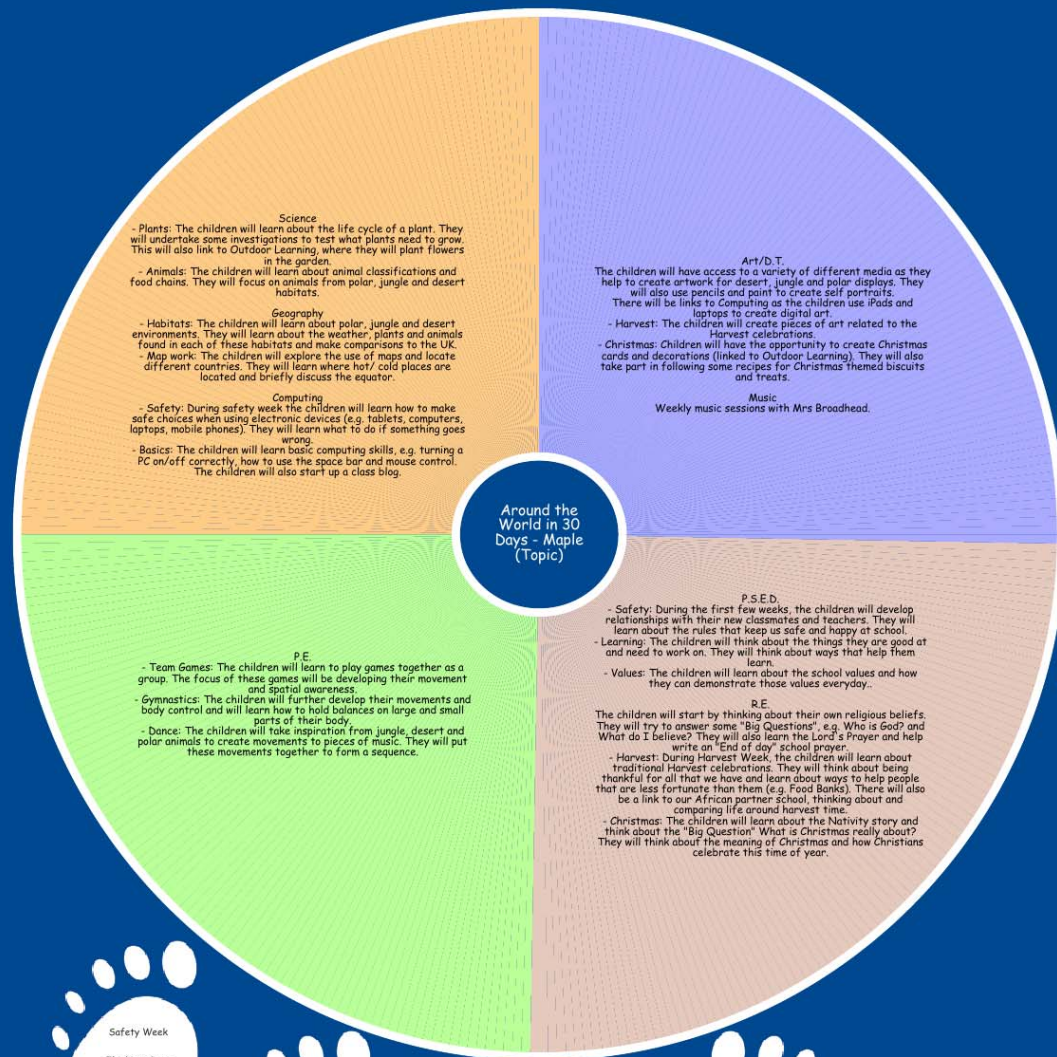 Science
- Plants: The children will learn about the life cycle of a plant. They
will undertake some investigations to test what plants need to grow.
This will also link to Outdoor Learning, where they will plant flowers
in the garden.
- Animals: The children will learn about animal classifications and
food chains. They will focus on animals from polar, jungle and desert
habitats.
Geography
- Habitats: The children will learn about polar, jungle and desert
environments. They will learn about the weather, plants and animals
found in each of these habitats and make comparisons to the UK.
- Map work: The children will explore the use of maps and locate
different countries. They will learn where hot/ cold places are
located and briefly discuss the equator.
Computing
- Safety: During safety week the children will learn how to make
safe choices when using electronic devices (e.g. tablets, computers,
laptops, mobile phones). They will learn what to do if something goes
wrong.
- Basics: The children will learn basic computing skills, e.g. turning a
PC on/off correctly, how to use the space bar and mouse control.
The children will also start up a class blog.
Art/D.T.
The children will have access to a variety of different media as they
help to create artwork for desert, jungle and polar displays. They
will also use pencils and paint to create self portraits.
There will be links to Computing as the children use iPads and
laptops to create digital art.
- Harvest: The children will create pieces of art related to the
Harvest celebrations.
- Christmas: Children will have the opportunity to create Christmas
cards and decorations (linked to Outdoor Learning). They will also
take part in following some recipes for Christmas themed biscuits
and treats.
Music
Weekly music sessions with Mrs Broadhead.
Around the
World in 30
Days - Maple
(Topic)
P.E.
- Team Games: The children will learn to play games together as a
group. The focus of these games will be developing their movement
and spatial awareness.
- Gymnastics: The children will further develop their movements and
body control and will learn how to hold balances on large and small
parts of their body.
- Dance: The children will take inspiration from jungle, desert and
polar animals to create movements to pieces of music. They will put
these movements together to form a sequence.
P.S.E.D.
- Safety: During the first few weeks, the children will develop
relationships with their new classmates and teachers. They will
learn about the rules that keep us safe and happy at school.
- Learning: The children will think about the things they are good at
and need to work on. They will think about ways that help them
learn.
- Values: The children will learn about the school values and how
they can demonstrate those values everyday..
R.E.
The children will start by thinking about their own religious beliefs.
They will try to answer some "Big Questions", e.g. Who is God? and
What do I believe? They will also learn the Lord's Prayer and help
write an "End of day" school prayer.
- Harvest: During Harvest Week, the children will learn about
traditional Harvest celebrations. They will think about being
thankful for all that we have and learn about ways to help people
that are less fortunate than them (e.g. Food Banks). There will also
be a link to our African partner school, thinking about and
comparing life around harvest time.
- Christmas: The children will learn about the Nativity story and
think about the "Big Question" What is Christmas really about?
They will think about the meaning of Christmas and how Christians
celebrate this time of year.
Safety Week